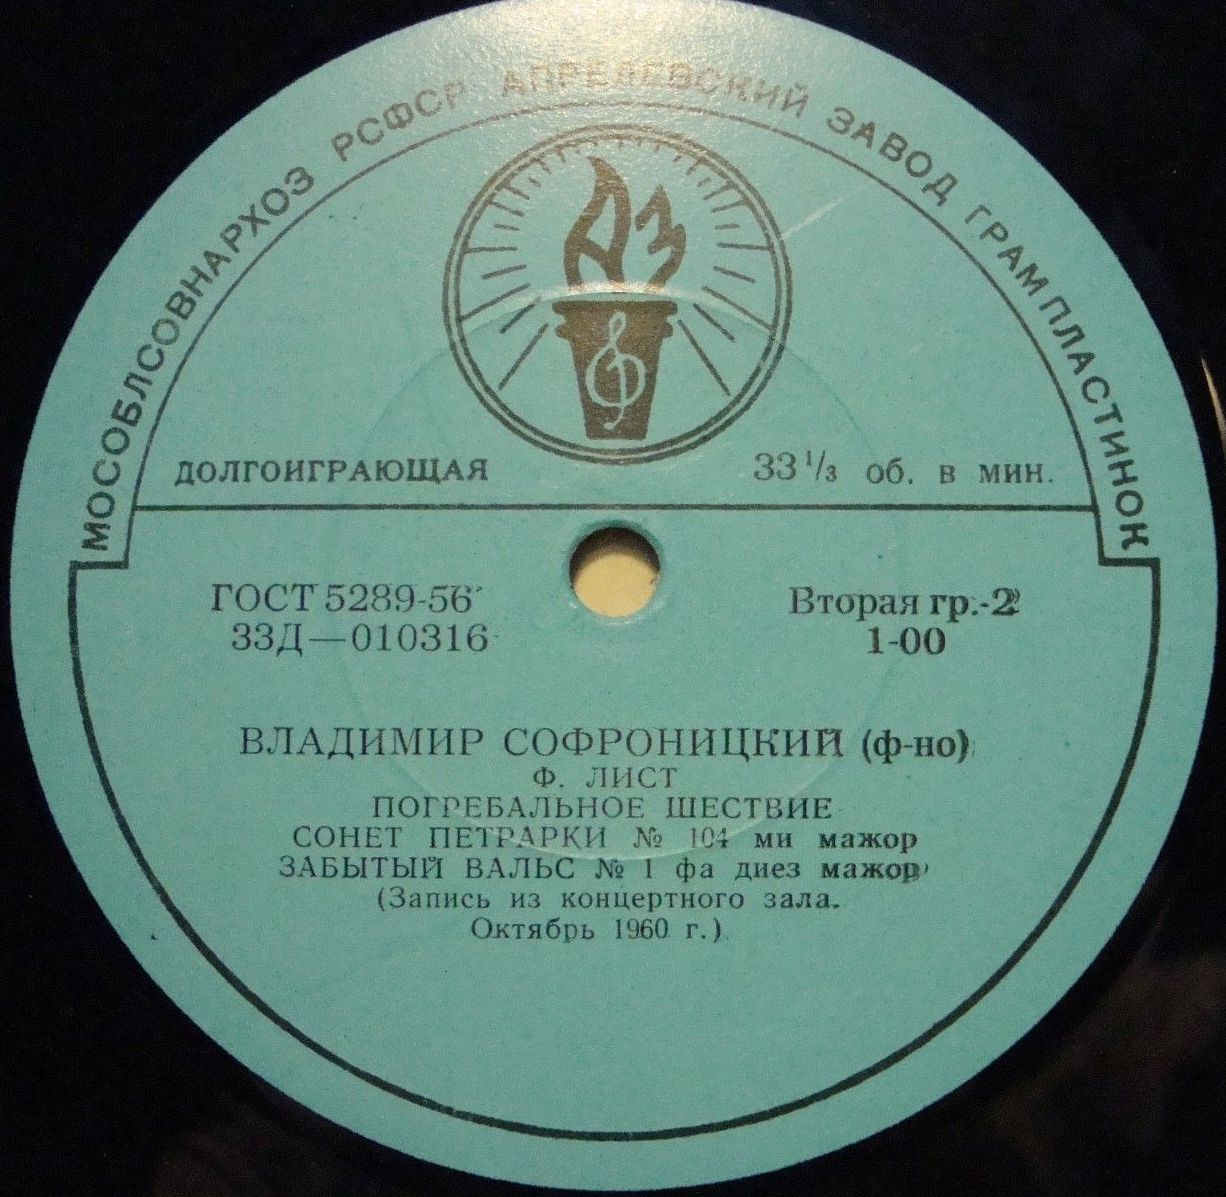 МОСОБЛСОВНАРХОЗ РСФСР АПРЕЛЕВСКИЙ ЗАВОД ГРАМПЛАСТИНОК
АЗ
ДОЛГОИГРАЮЩАЯ 33 1/3 об. в мин.
ГОСТ 5289-56 Вторая гр.-2
33Д—010316 1-00
ВЛАДИМИР СОФРОНИЦКИЙ (ф-но)
Ф. ЛИСТ
ПОГРЕБАЛЬНОЕ ШЕСТВИЕ
СОНЕТ ПЕТРАРКИ № 104 ми мажор
ЗАБЫТЫЙ ВАЛЬС № 1 фа диез мажор
(Запись из концертного зала.
Октябрь 1960 г.)